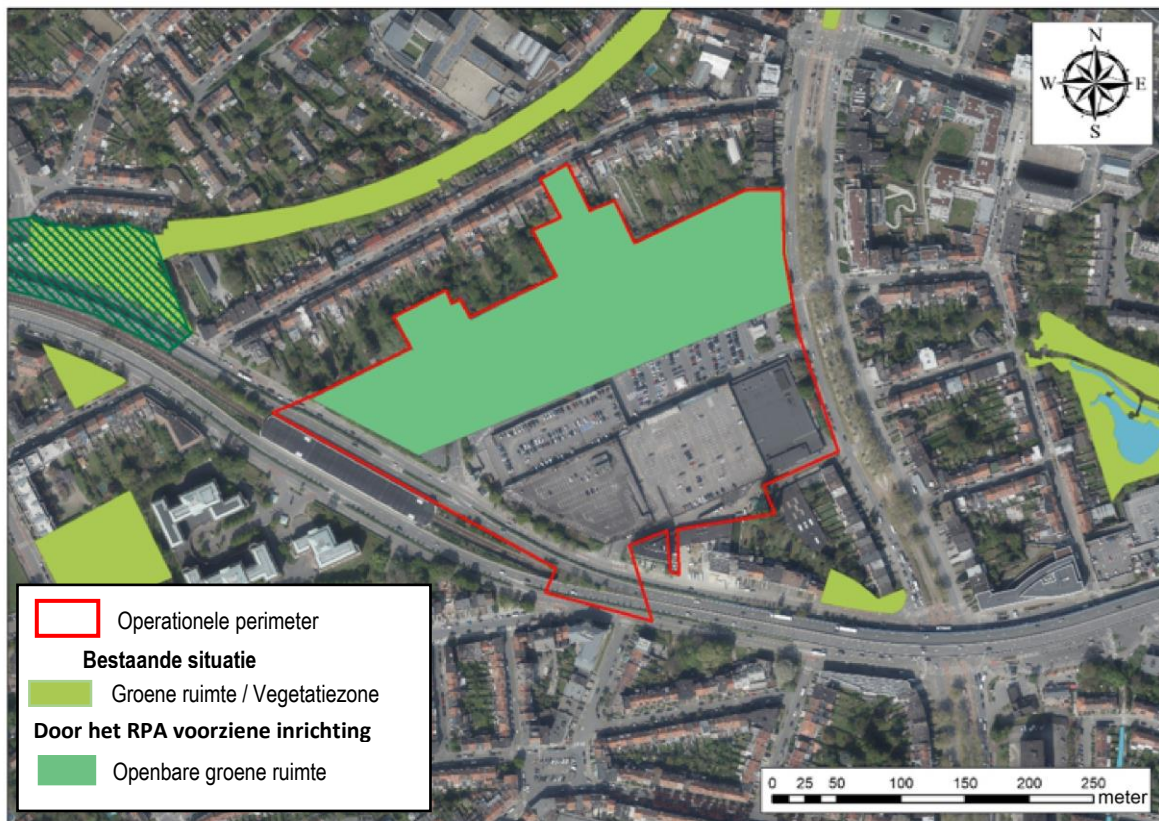 N
W E
S
Operationele perimeter
Bestaande situatie
Groene ruimte / Vegetatiezone
Door het RPA voorziene inrichting
Openbare groene ruimte
0 25 50 100 150 200 250
meter